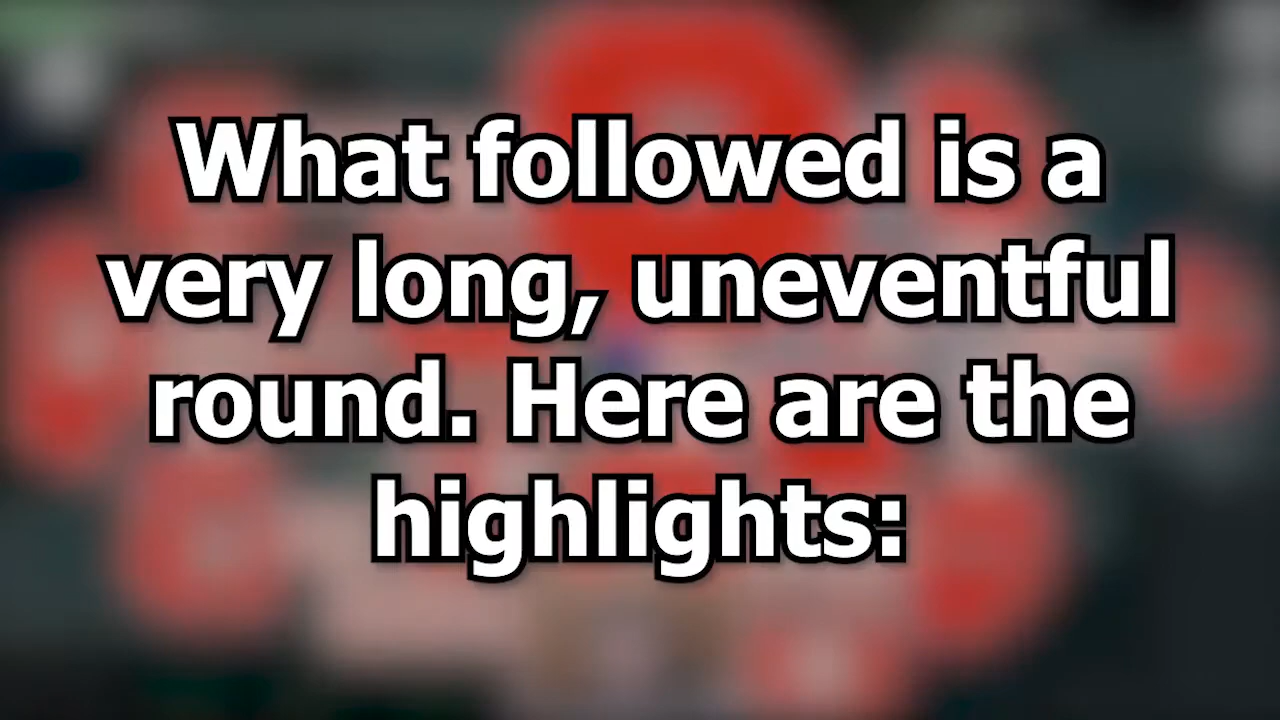 What followed is a
very long, uneventful
round. Here are the
highlights: